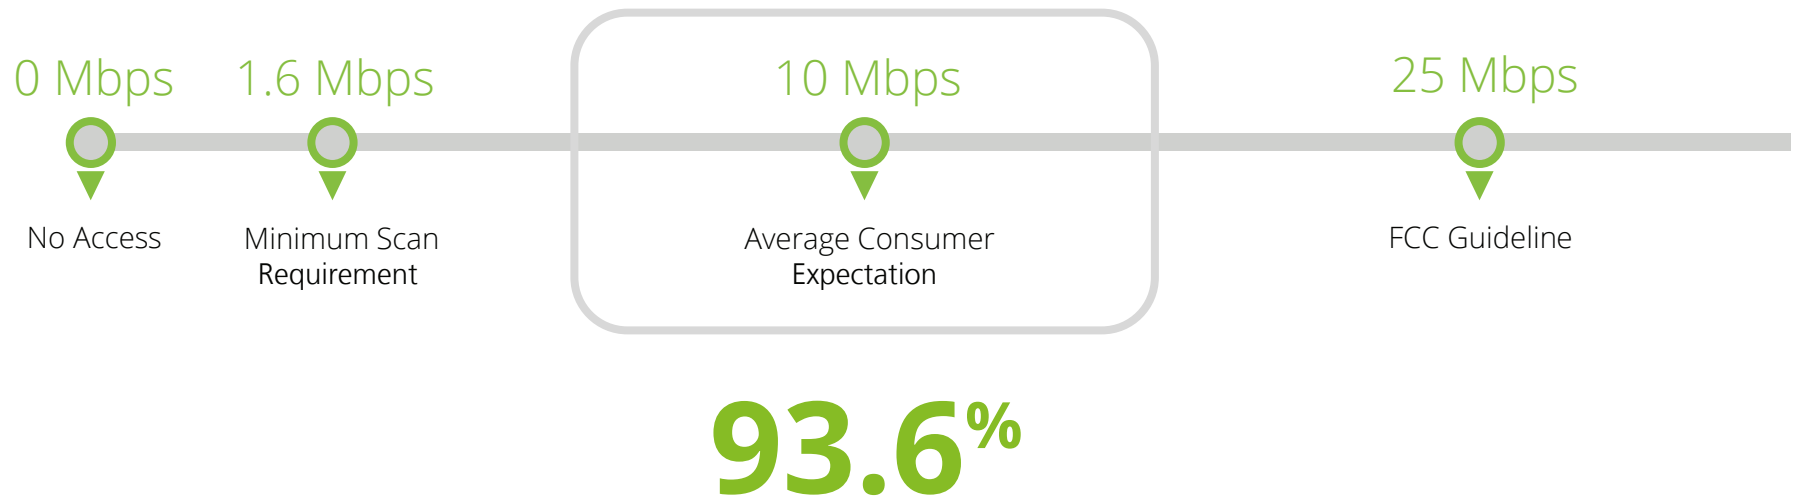 0 Mbps
1.6 Mbps
10 Mbps
25 Mbps
No Access
Minimum Scan
Requirement
Average Consumer
Expectation
FCC Guideline
93.6%